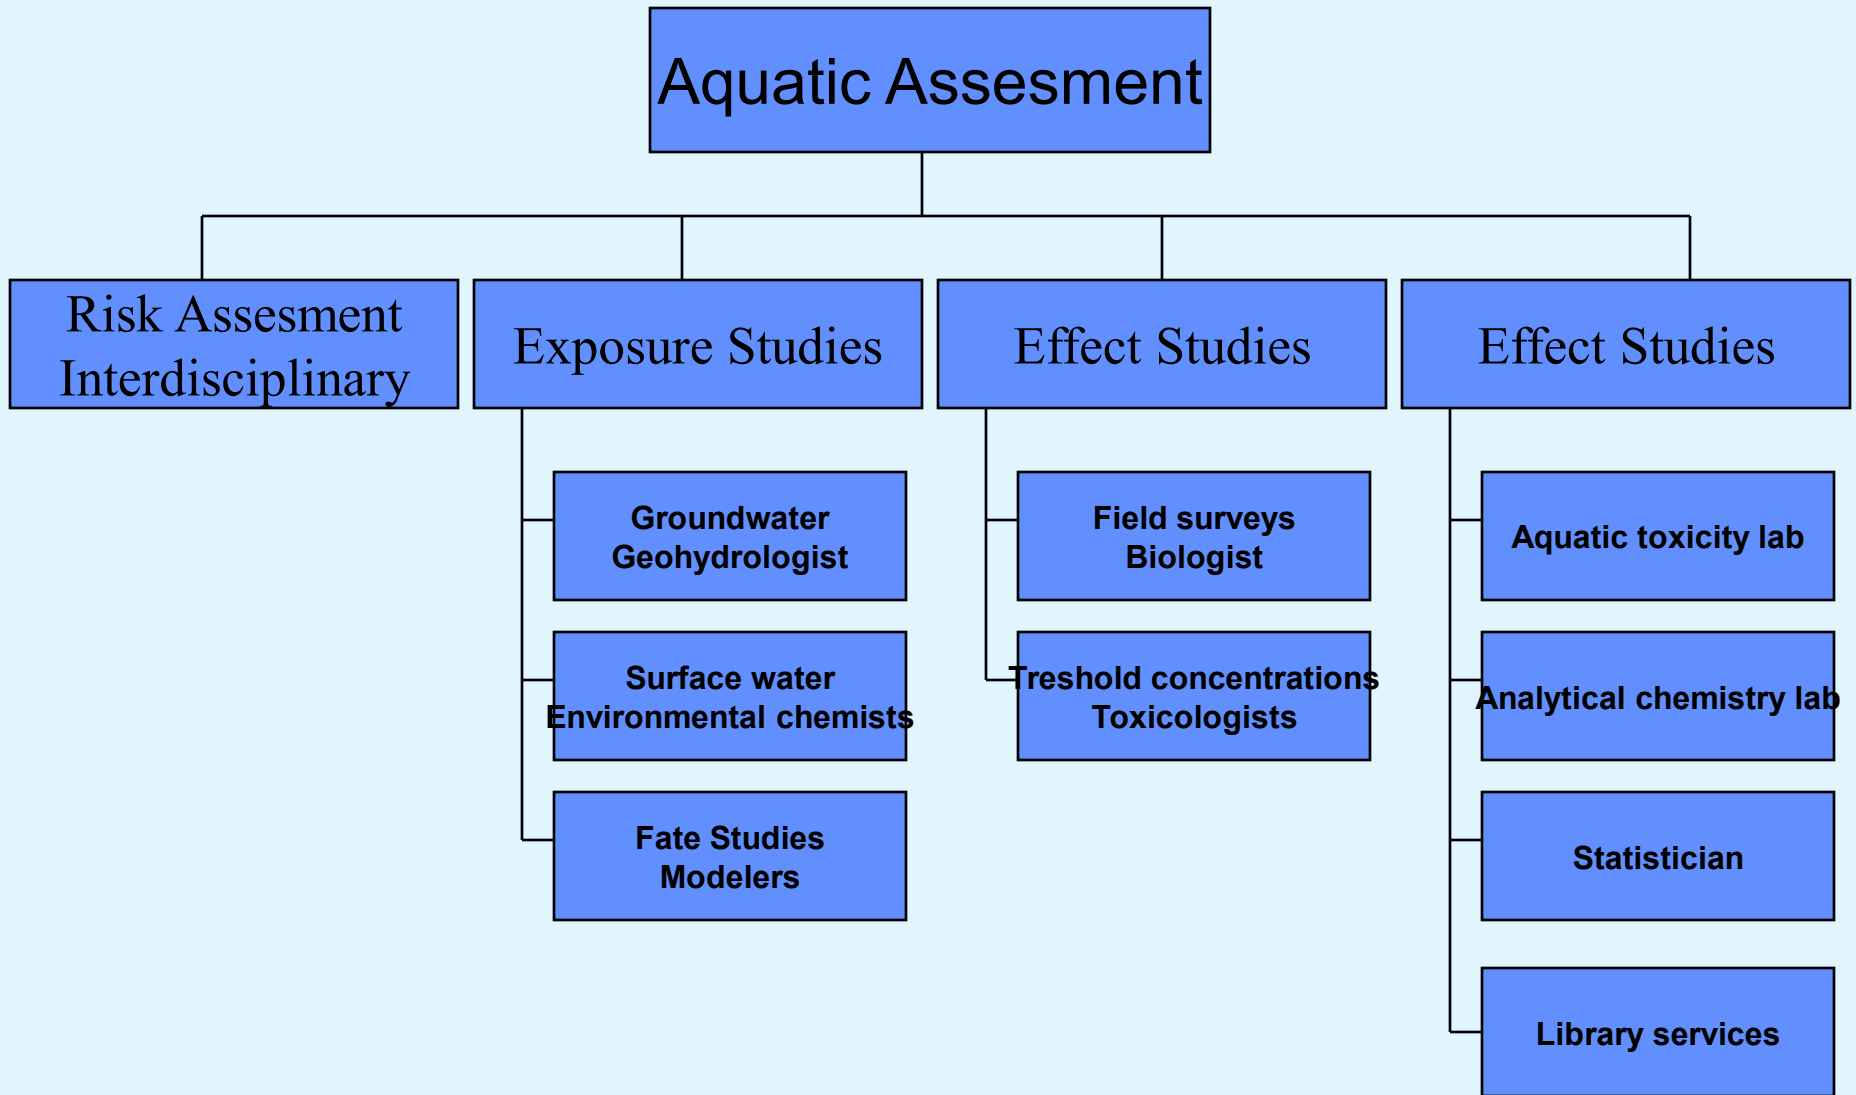 Aquatic Assesment
Risk Assesment
Interdisciplinary
Exposure Studies
Effect Studies
Effect Studies
Groundwater
Geohydrologist
Surface water
Environmental chemists
Fate Studies
Modelers
Field surveys
Biologist
Treshold concentrations
Toxicologists
Aquatic toxicity lab
Analytical chemistry lab
Statistician
Library services